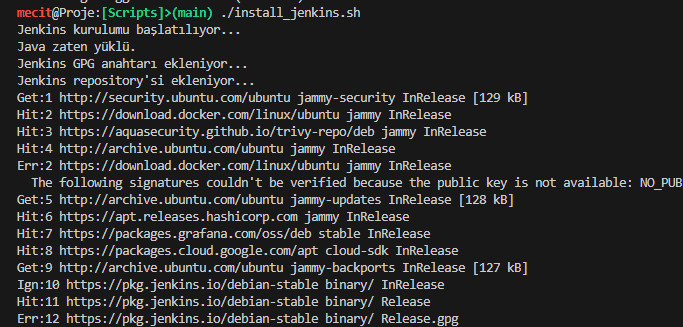 mecit@Proje:[Scripts]>(main) ./install_jenkins.sh
Jenkins kurulumu başlatılıyor...
Java zaten yüklü.
Jenkins GPG anahtarı ekleniyor...
Jenkins repository'si ekleniyor...
Get:1 http://security.ubuntu.com/ubuntu jammy-security InRelease [129 kB]
Hit:2 https://download.docker.com/linux/ubuntu jammy InRelease
Hit:3 https://aquasecurity.github.io/trivy-repo/deb jammy InRelease
Hit:4 http://archive.ubuntu.com/ubuntu jammy InRelease
Err:2 https://download.docker.com/linux/ubuntu jammy InRelease
  The following signatures couldn't be verified because the public key is not available: NO_PUB
Get:5 http://archive.ubuntu.com/ubuntu jammy-updates InRelease [128 kB]
Hit:6 https://apt.releases.hashicorp.com jammy InRelease
Hit:7 https://packages.grafana.com/oss/deb stable InRelease
Hit:8 https://packages.cloud.google.com/apt cloud-sdk InRelease
Get:9 http://archive.ubuntu.com/ubuntu jammy-backports InRelease [127 kB]
Ign:10 https://pkg.jenkins.io/debian-stable binary/ InRelease
Hit:11 https://pkg.jenkins.io/debian-stable binary/ Release
Err:12 https://pkg.jenkins.io/debian-stable binary/ Release.gpg